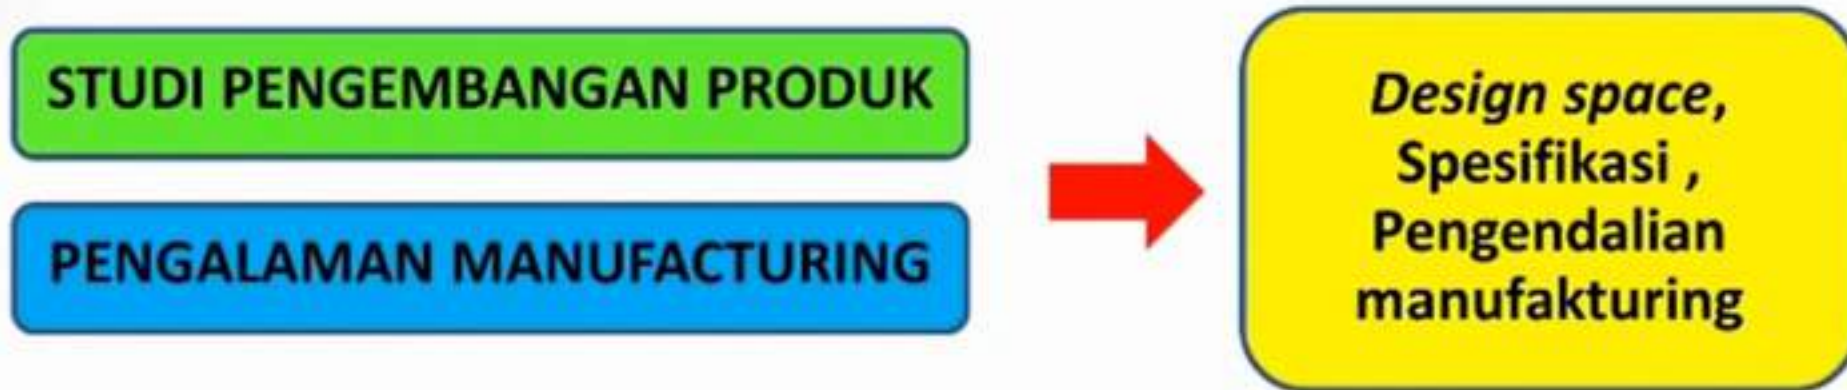 STUDI PENGEMBANGAN PRODUK
PENGALAMAN MANUFACTURING
Design space,
Spesifikasi ,
Pengendalian
manufakturing